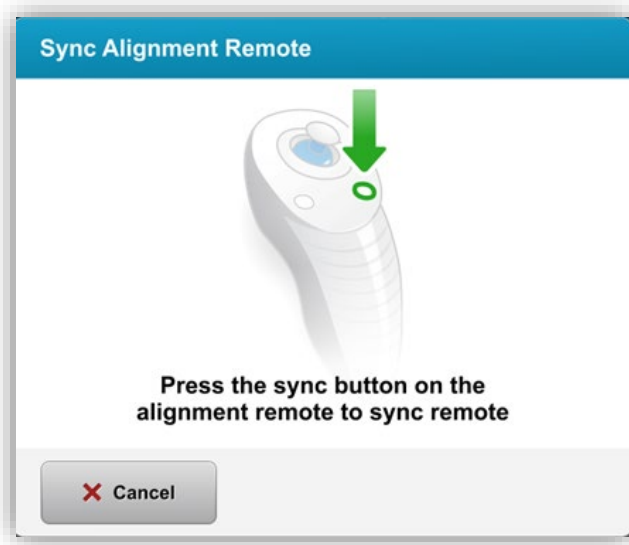 Sync Alignment Remote
Press the sync button on the
alignment remote to sync remote
Cancel